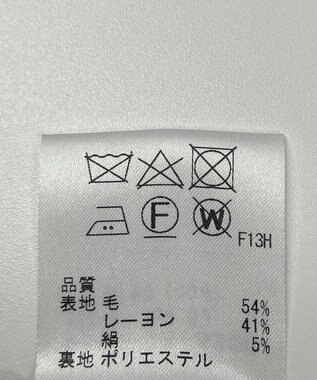 F W F13H
品質
表地 毛 54%
レーヨン 41%
絹 5%
裏地 ポリエステル